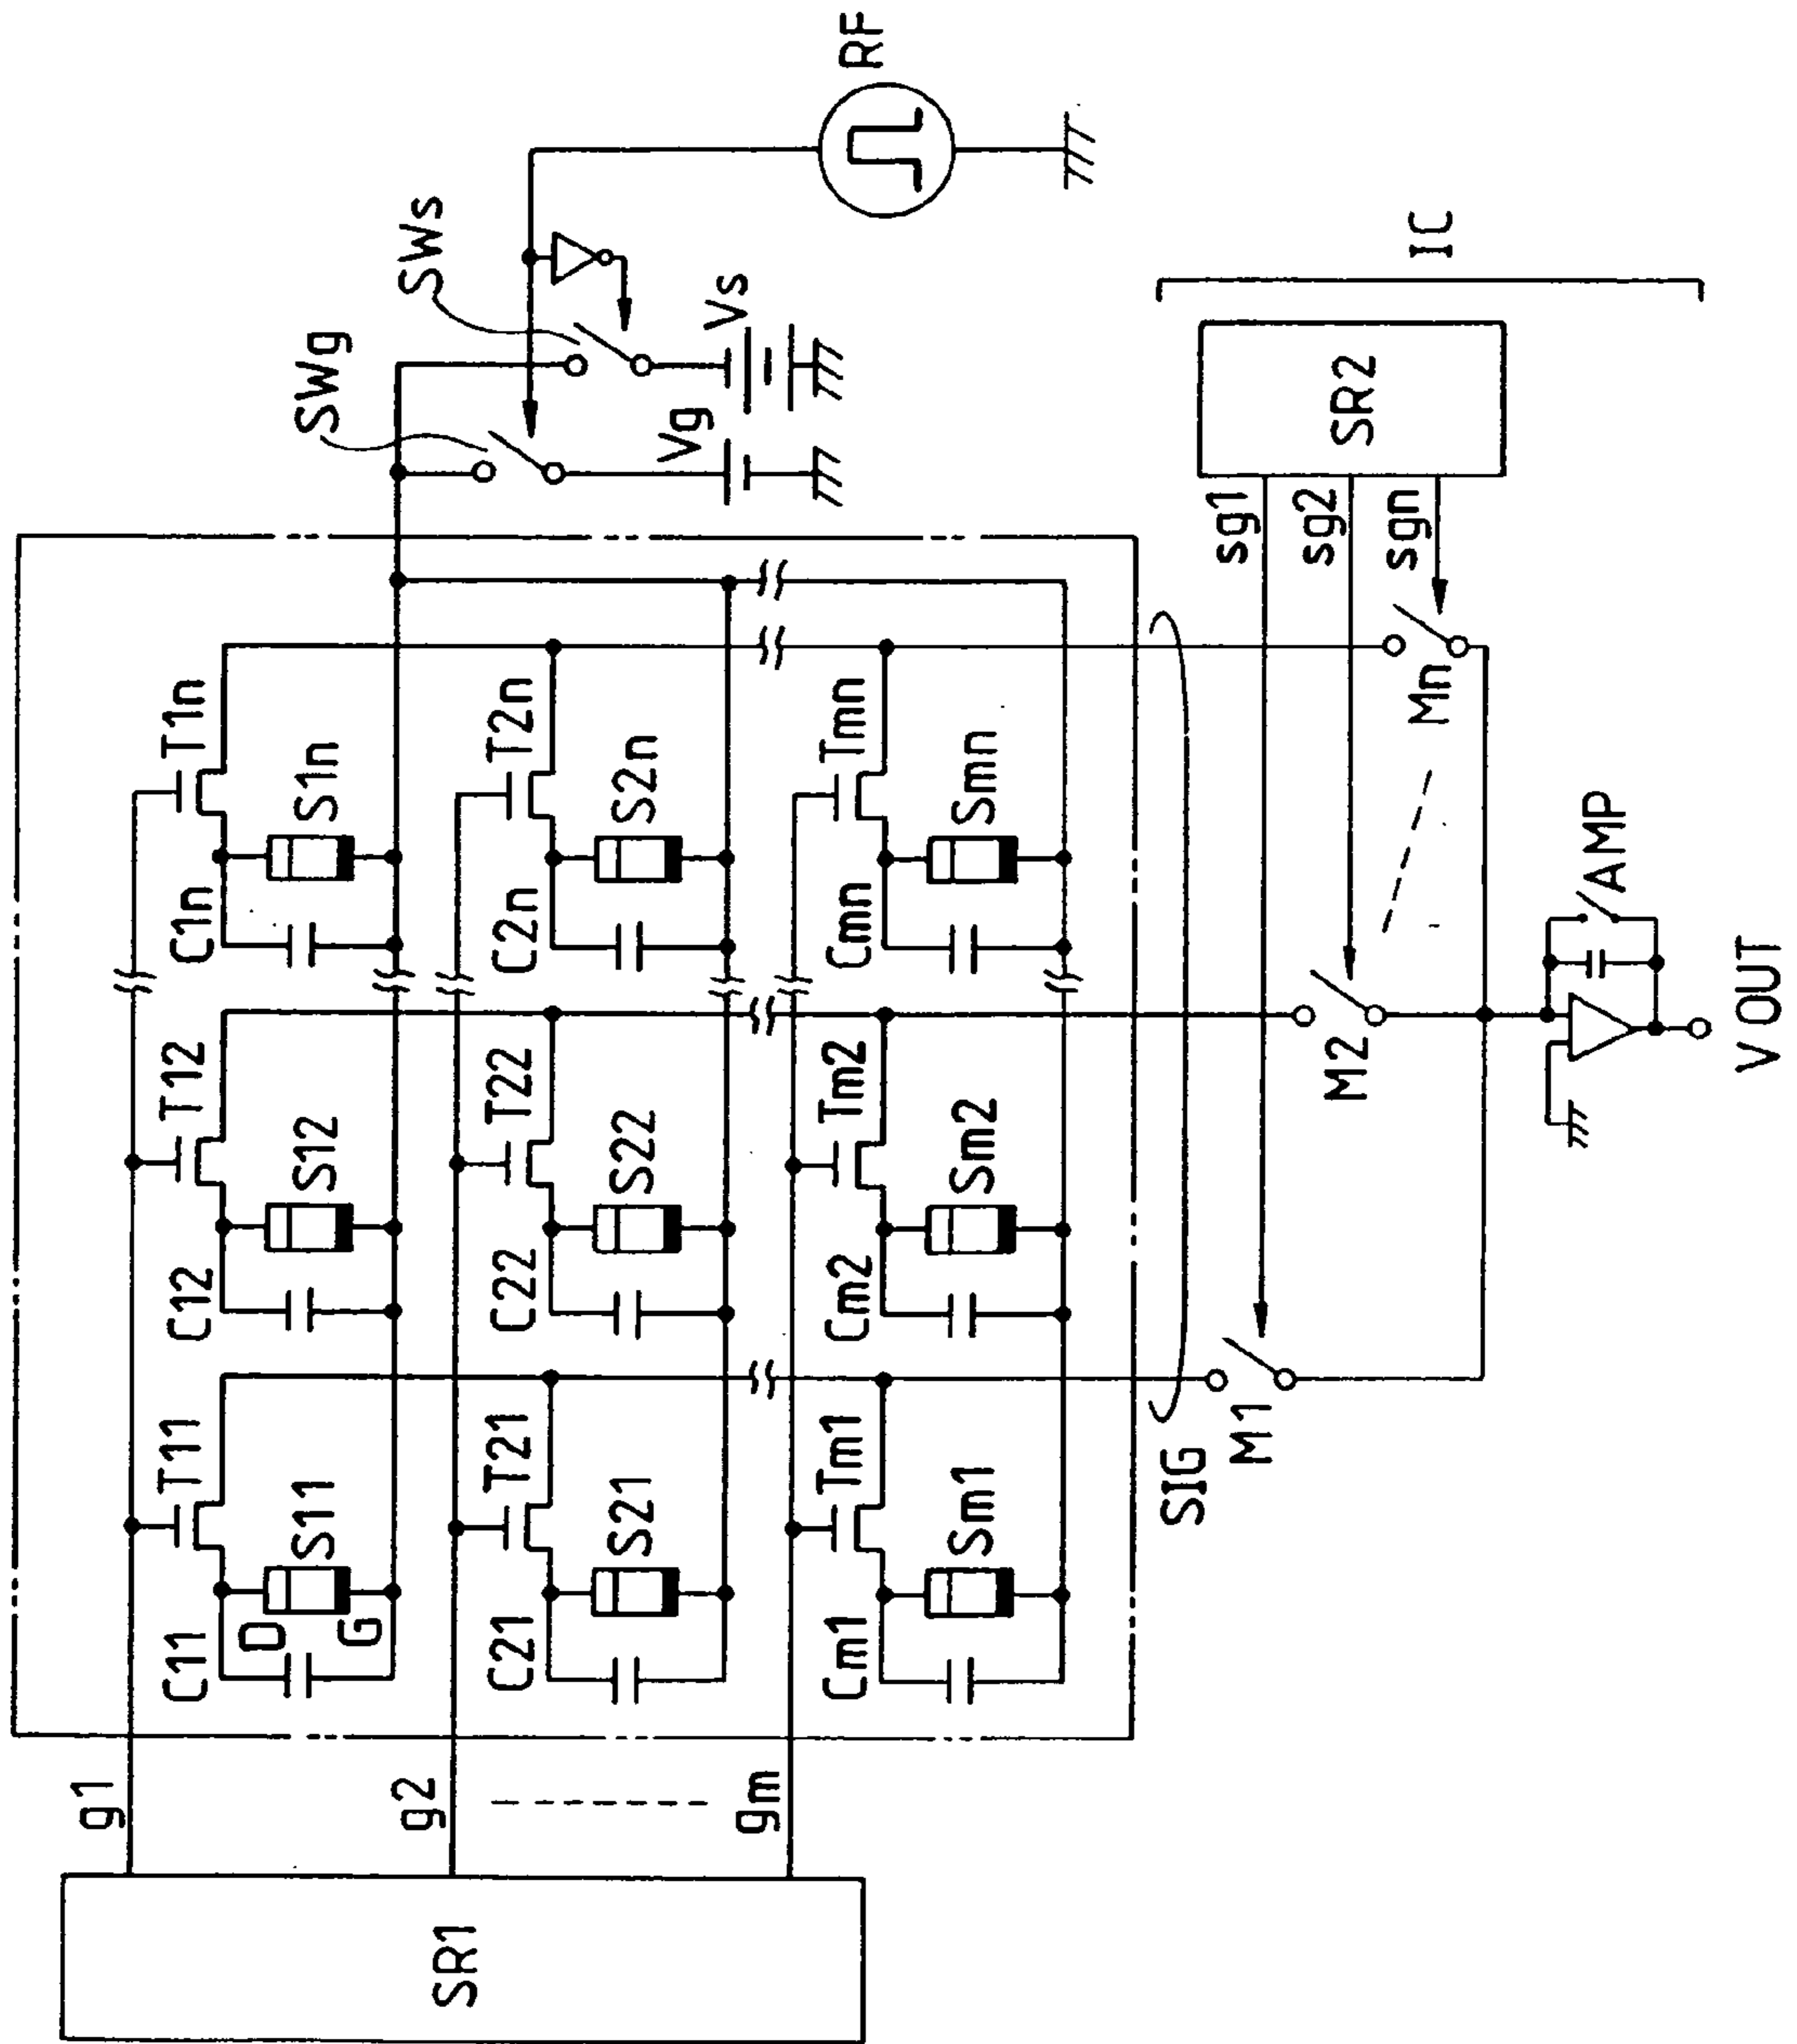 SR1
g1
g2
gm
C11
T11
S11
D
G
C12
T12
S12
C1n
T1n
S1n
C21
T21
S21
C22
T22
S22
C2n
T2n
S2n
Cm1
Tm1
Sm1
Cm2
Tm2
Sm2
Cmn
Tmn
Smn
SWg
SWs
Vg
Vs
RF
SIG
M1
M2
Mn
sg1
sg2
sgn
SR2
IC
AMP
V OUT